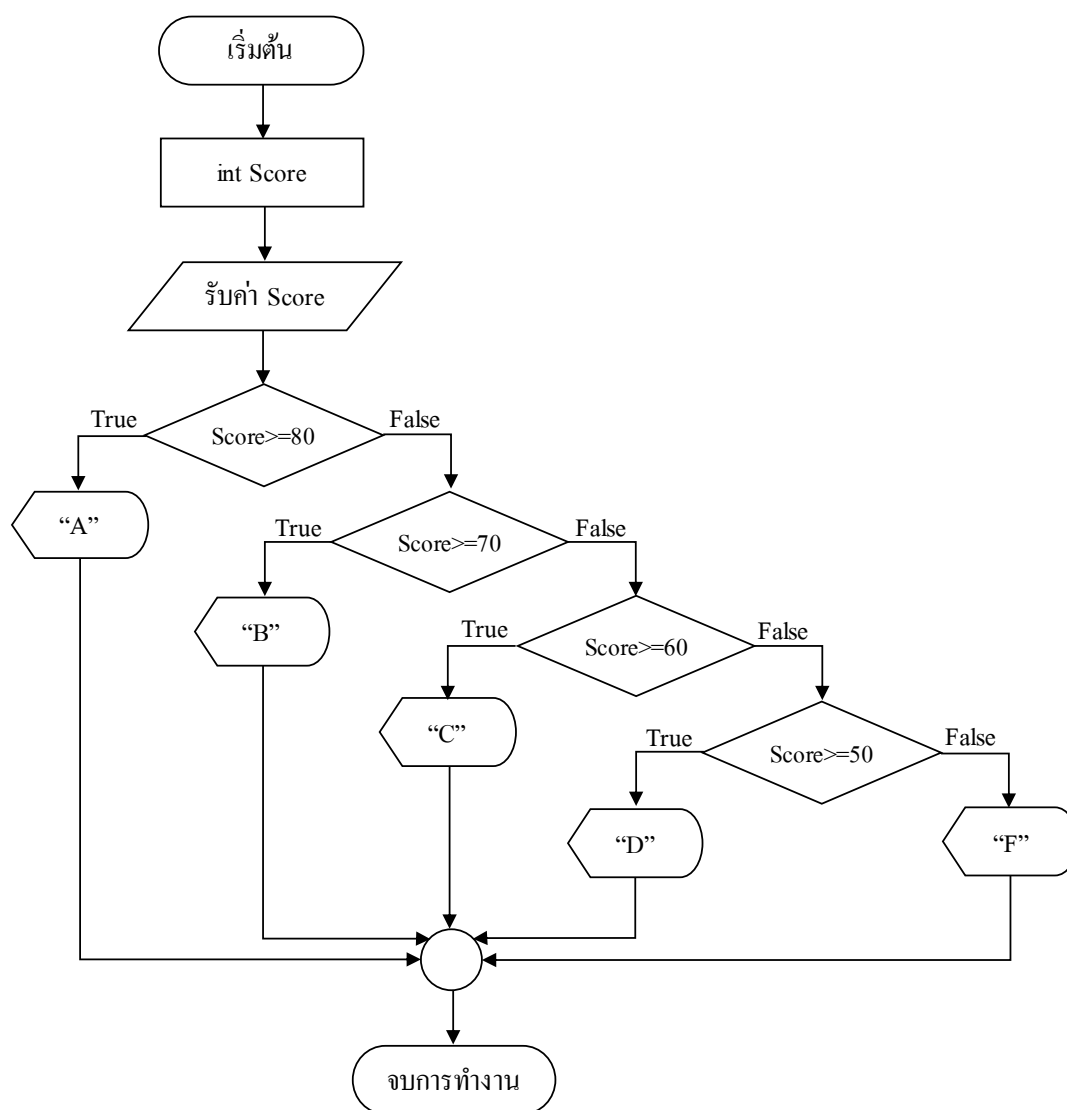 เริ่มต้น
int Score
รับค่า Score
True
False
Score>=80
“A”
True
False
Score>=70
“B”
True
False
Score>=60
“C”
True
False
Score>=50
“D”
“F”
จบการทำงาน